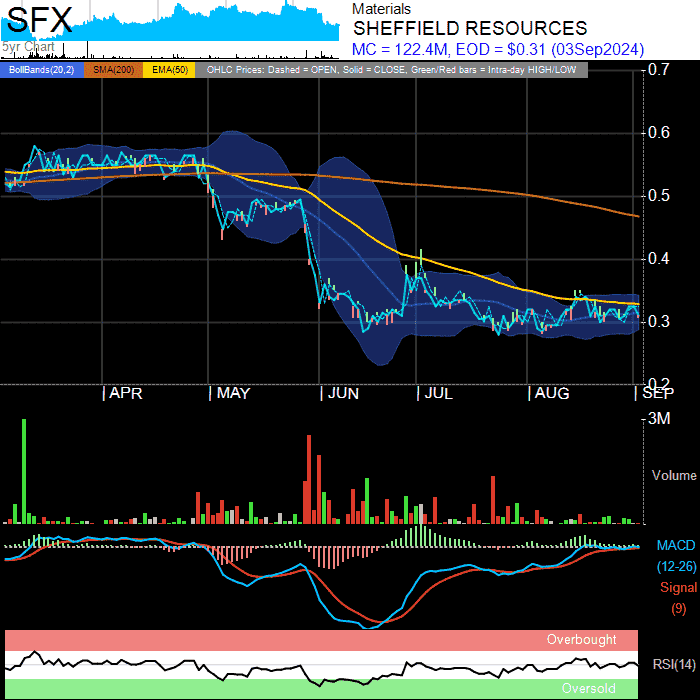 SFX
5yr Chart
Materials
SHEFFIELD RESOURCES
MC = 122.4M, EOD = $0.31 (03Sep2024)
BollBands(20,2) SMA(200) EMA(50) OHLC Prices: Dashed = OPEN, Solid = CLOSE, Green/Red bars = Intra-day HIGH/LOW
0.7
0.6
0.5
0.4
0.3
0.2
APR MAY JUN JUL AUG SEP
3M
Volume
MACD
(12-26)
Signal
(9)
Overbought
RSI(14)
Oversold